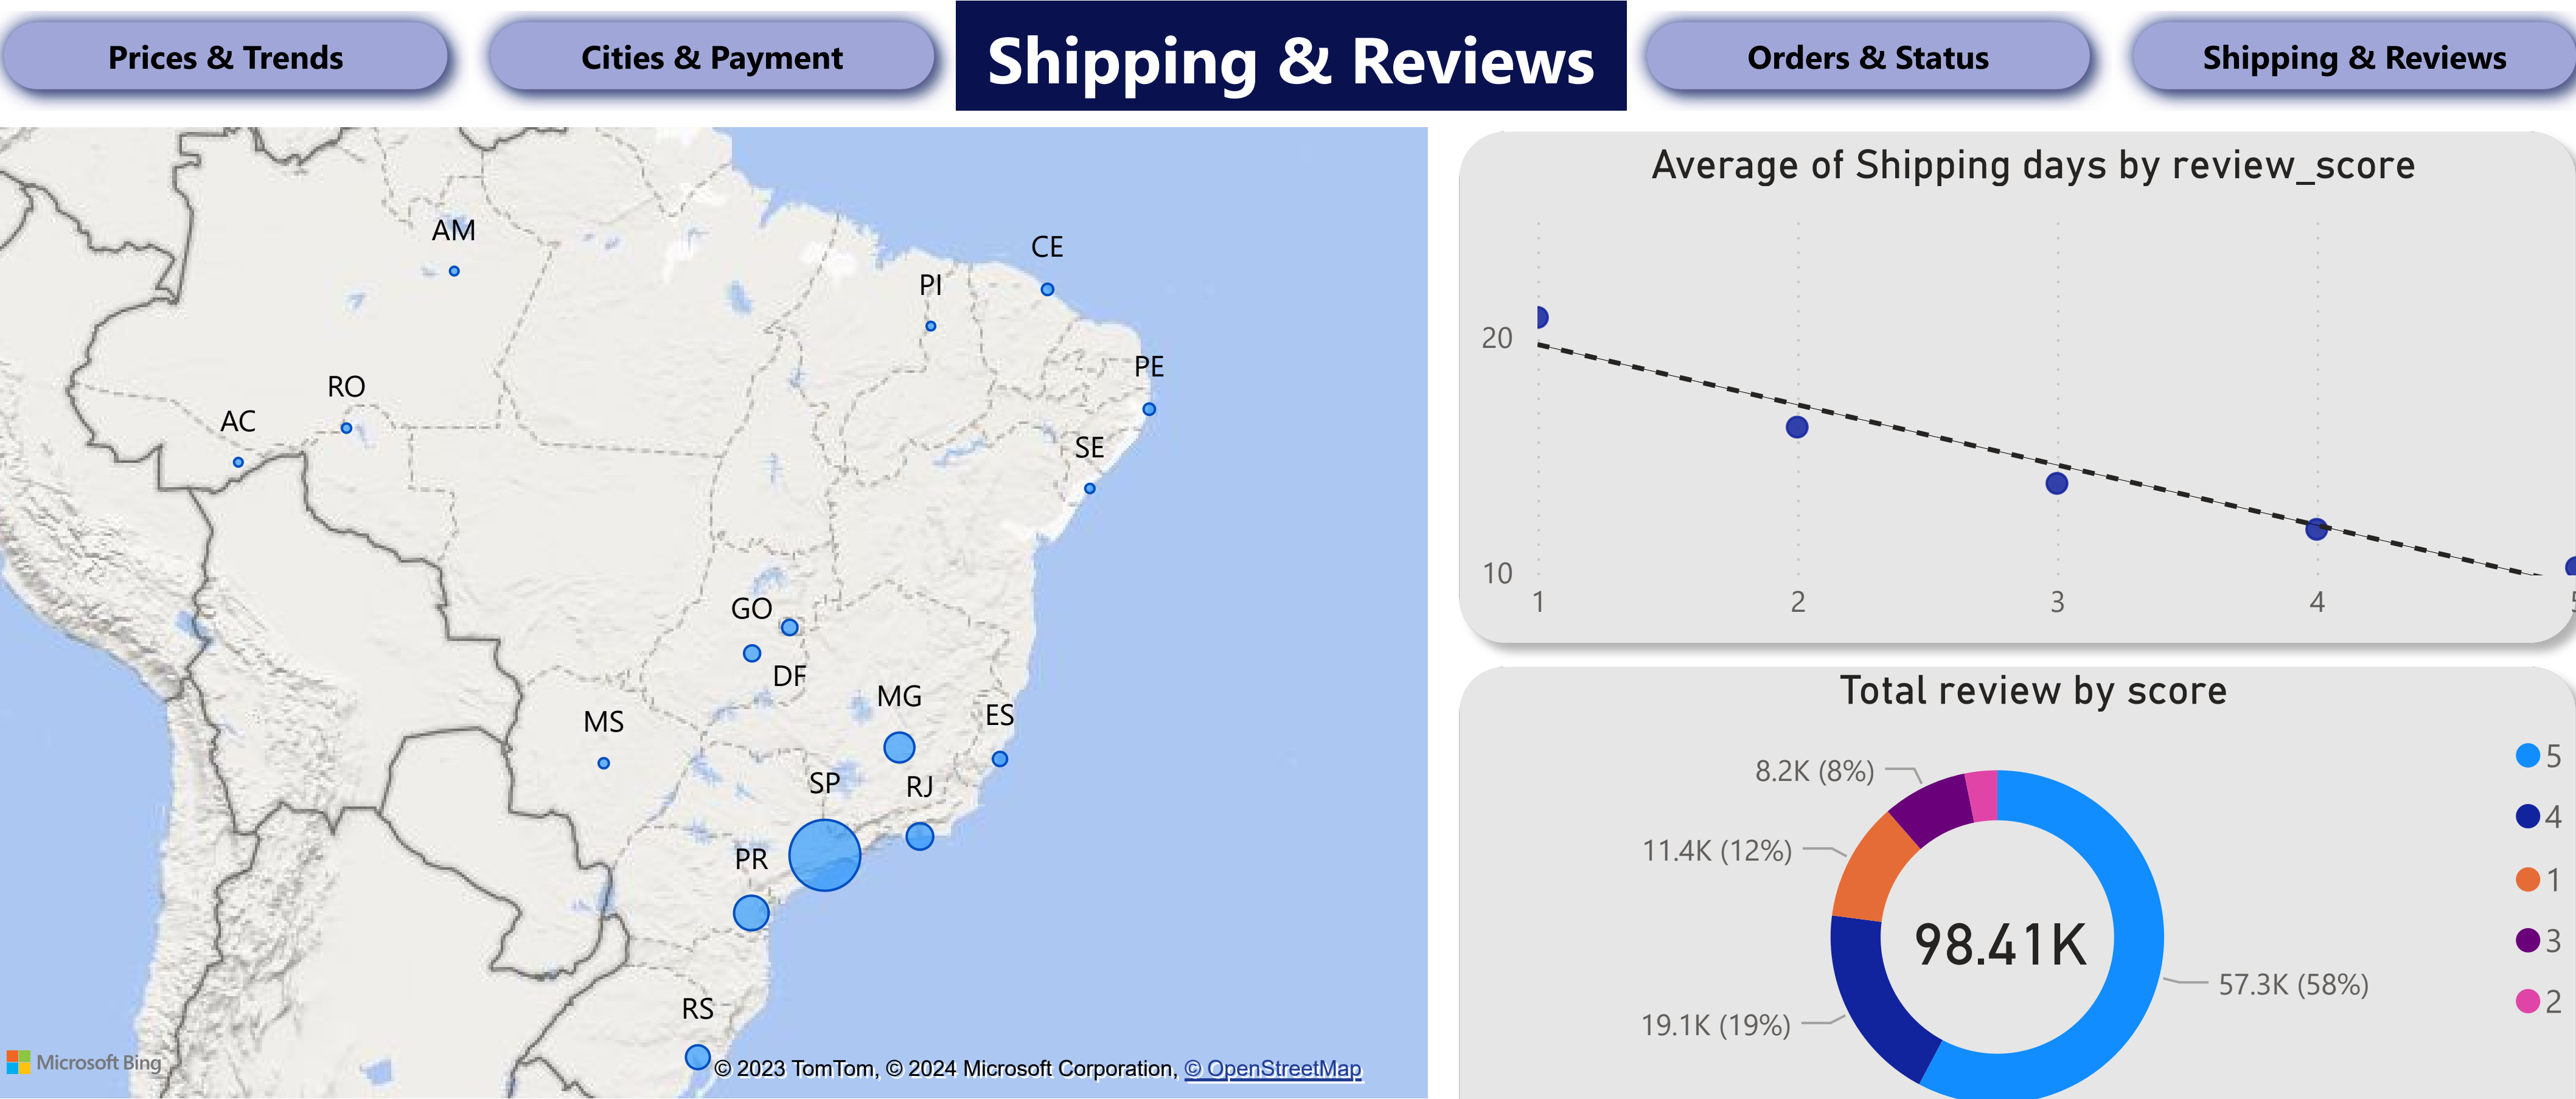 Prices & Trends
Cities & Payment
Shipping & Reviews
Orders & Status
Shipping & Reviews
AM
CE
PI
PE
RO
AC
SE
GO
DF
MG
ES
MS
SP
RJ
PR
RS
Microsoft Bing
© 2023 TomTom, © 2024 Microsoft Corporation, © OpenStreetMap
Average of Shipping days by review_score
20
10
1
2
3
4
5
Total review by score
8.2K (8%)
11.4K (12%)
19.1K (19%)
57.3K (58%)
98.41K
5
4
1
3
2